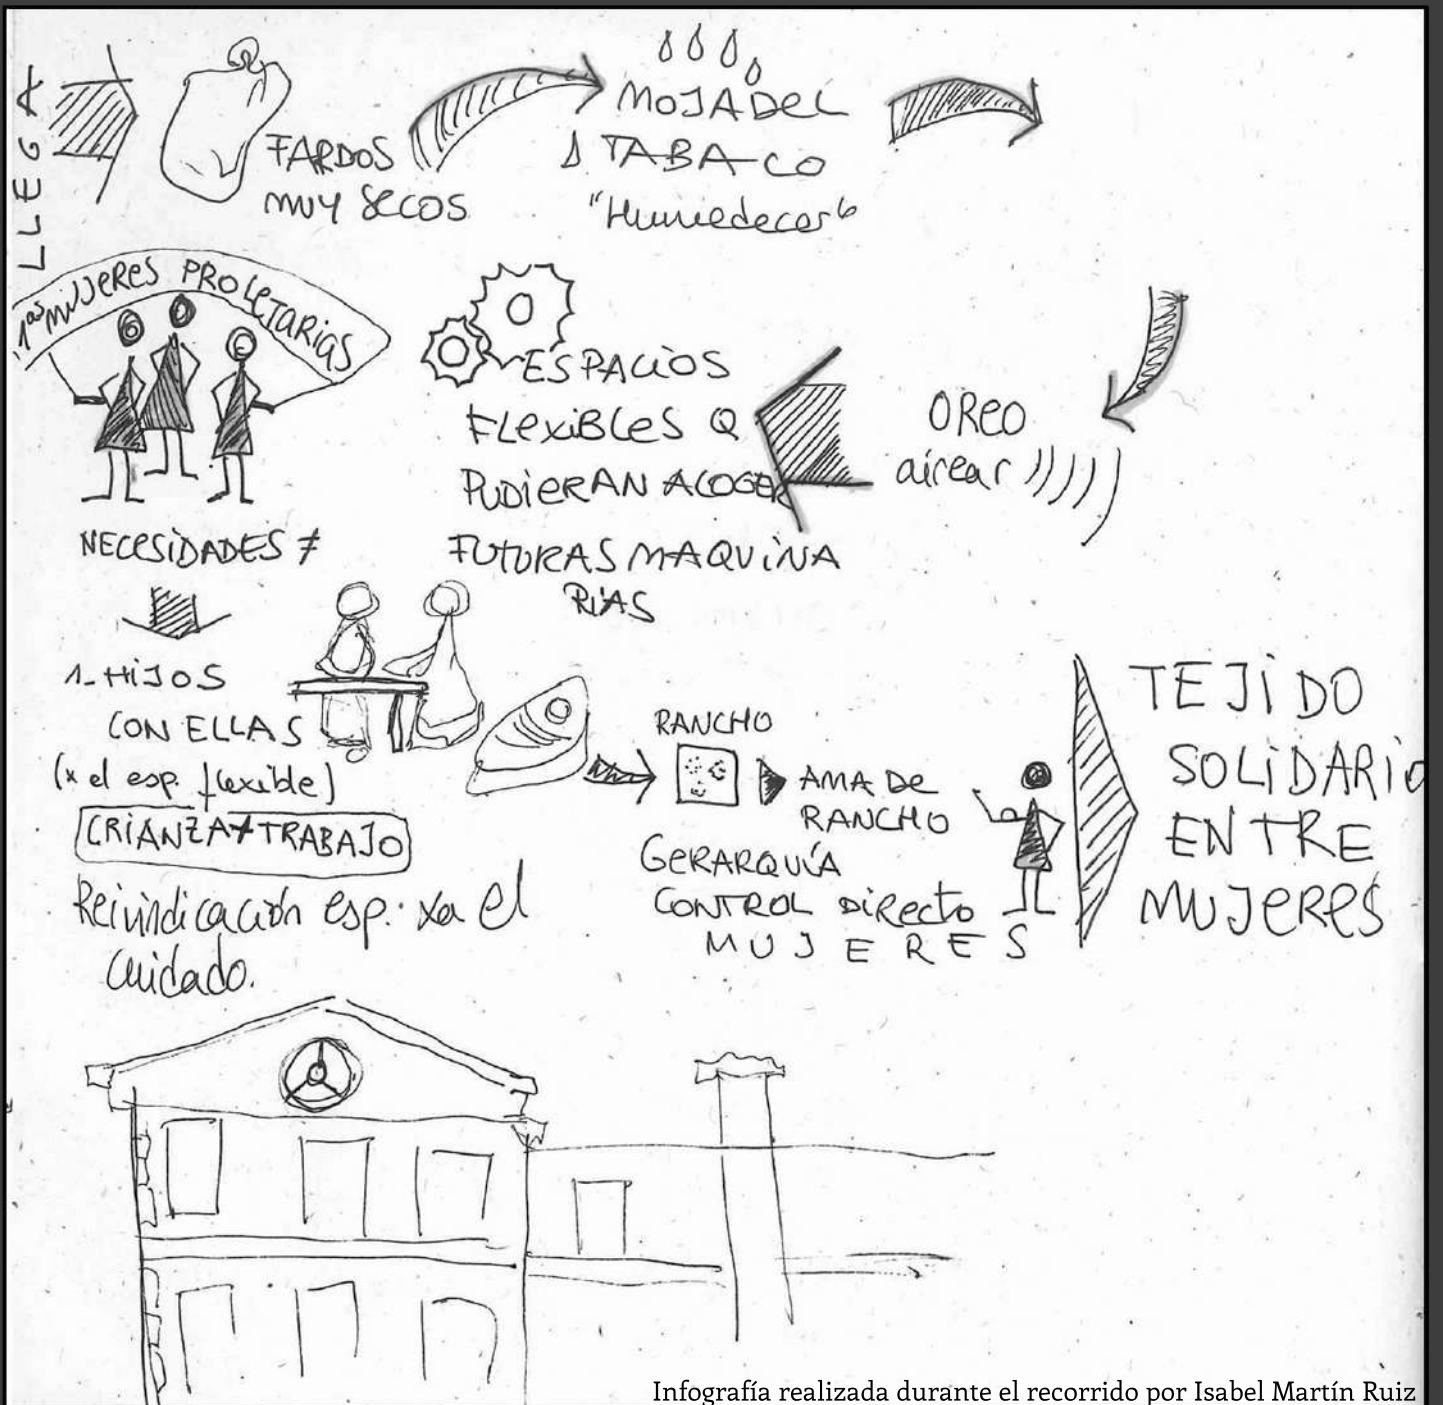 LLEGA
FARDOS
MUY SECOS
MOJADEL
TABACO
"Humedecer"
1as MUJERES PROLETARIAS
ESPACIOS
FLEXIBLES Q
PUDIERAN ACOGER
FUTURAS MAQUINA
RIAS
OREO
airear
NECESIDADES ≠
1- HIJOS
CON ELLAS
(x el esp. flexible)
CRIANZA + TRABAJO
Reivindicación esp. xa el
cuidado.
RANCHO
AMA DE
RANCHO
GERARQUÍA
CONTROL DIRECTO
MUJERES
TEJIDO
SOLIDARIO
ENTRE
MUJERES
Infografía realizada durante el recorrido por Isabel Martín Ruiz